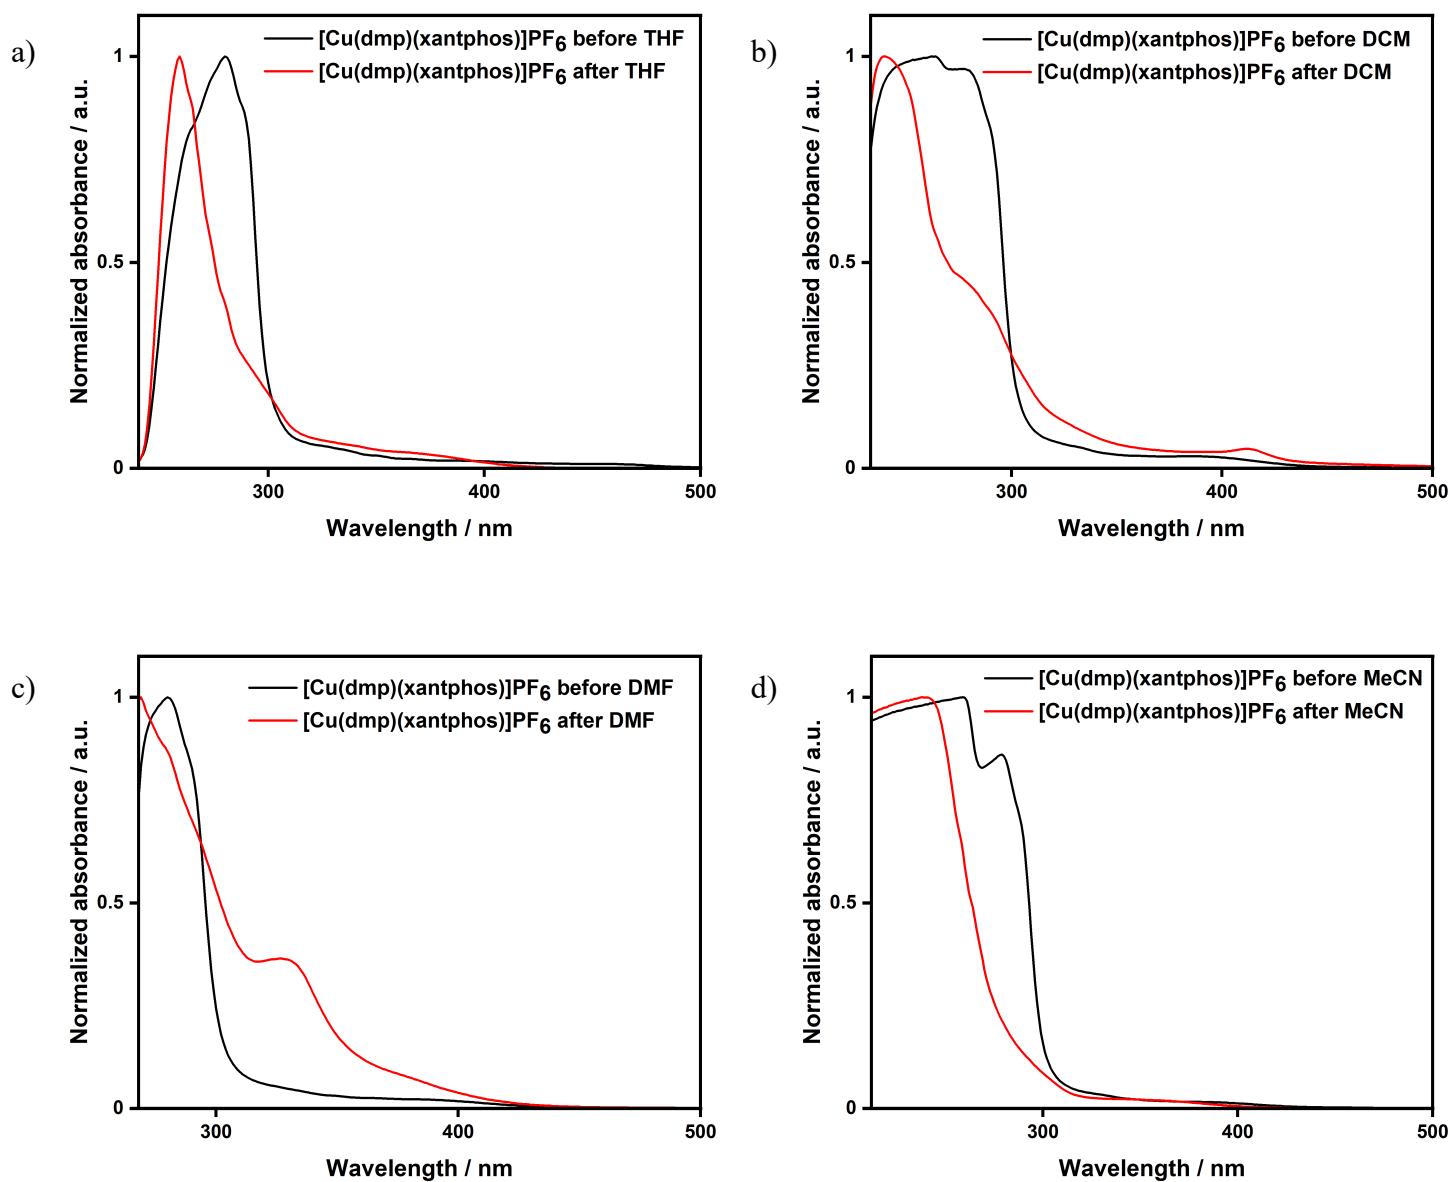 a)
[Cu(dmp)(xantphos)]PF6 before THF
[Cu(dmp)(xantphos)]PF6 after THF
Normalized absorbance / a.u.
1
0.5
0
300 400 500
Wavelength / nm
b)
[Cu(dmp)(xantphos)]PF6 before DCM
[Cu(dmp)(xantphos)]PF6 after DCM
Normalized absorbance / a.u.
1
0.5
0
300 400 500
Wavelength / nm
c)
[Cu(dmp)(xantphos)]PF6 before DMF
[Cu(dmp)(xantphos)]PF6 after DMF
Normalized absorbance / a.u.
1
0.5
0
300 400 500
Wavelength / nm
d)
[Cu(dmp)(xantphos)]PF6 before MeCN
[Cu(dmp)(xantphos)]PF6 after MeCN
Normalized absorbance / a.u.
1
0.5
0
300 400 500
Wavelength / nm